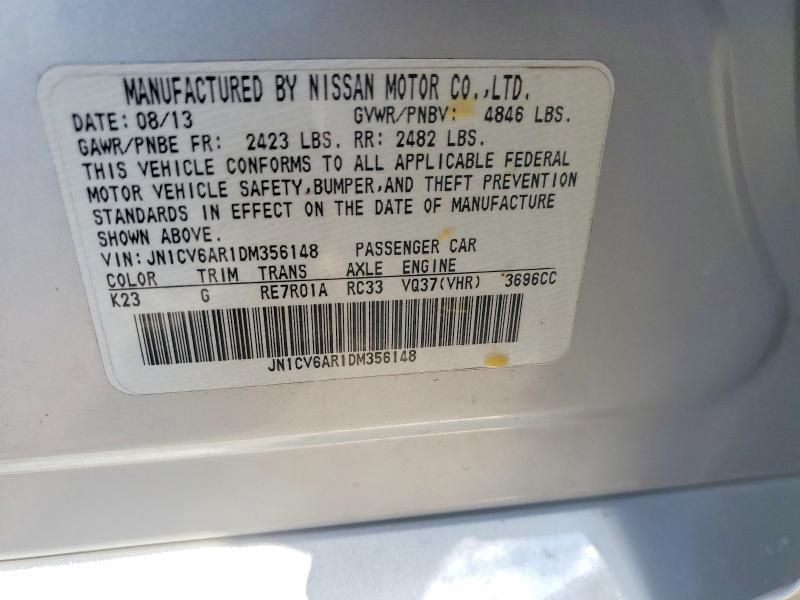 MANUFACTURED BY NISSAN MOTOR CO.,LTD.
DATE: 08/13 GVWR/PNBV: 4846 LBS.
GAWR/PNBE FR: 2423 LBS. RR: 2482 LBS.
THIS VEHICLE CONFORMS TO ALL APPLICABLE FEDERAL
MOTOR VEHICLE SAFETY,BUMPER,AND THEFT PREVENTION
STANDARDS IN EFFECT ON THE DATE OF MANUFACTURE
SHOWN ABOVE.
VIN:JN1CV6AR1DM356148 PASSENGER CAR
COLOR TRIM TRANS AXLE ENGINE
K23 G RE7R01A RC33 VQ37(VHR) 3696CC
JN1CV6AR1DM356148